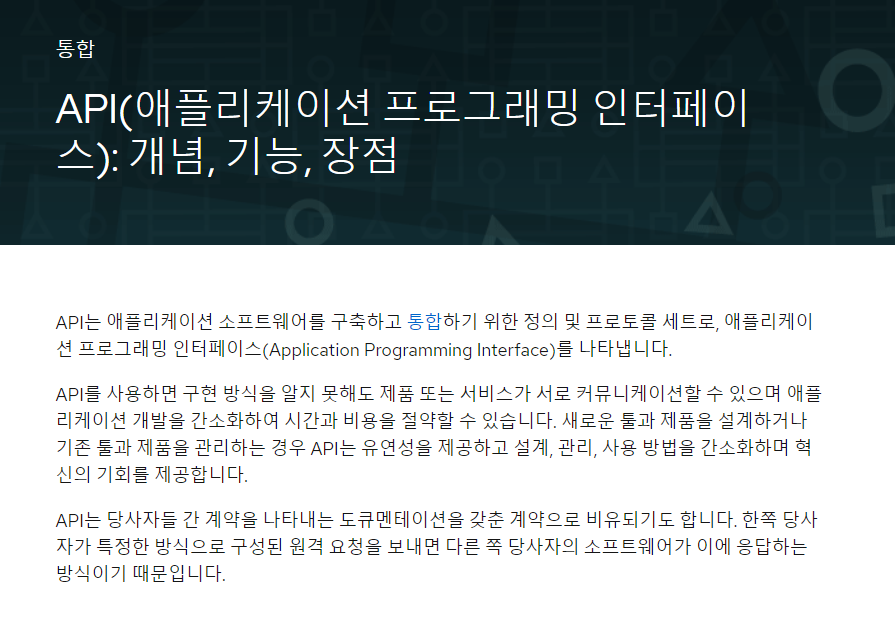 통합
API(애플리케이션 프로그래밍 인터페이
스): 개념, 기능, 장점
API는 애플리케이션 소프트웨어를 구축하고 통합하기 위한 정의 및 프로토콜 세트로, 애플리케이
션 프로그래밍 인터페이스(Application Programming Interface)를 나타냅니다.
API를 사용하면 구현 방식을 알지 못해도 제품 또는 서비스가 서로 커뮤니케이션할 수 있으며 애플
리케이션 개발을 간소화하여 시간과 비용을 절약할 수 있습니다. 새로운 툴과 제품을 설계하거나
기존 툴과 제품을 관리하는 경우 API는 유연성을 제공하고 설계, 관리, 사용 방법을 간소화하며 혁
신의 기회를 제공합니다.
API는 당사자들 간 계약을 나타내는 도큐멘테이션을 갖춘 계약으로 비유되기도 합니다. 한쪽 당사
자가 특정한 방식으로 구성된 원격 요청을 보내면 다른 쪽 당사자의 소프트웨어가 이에 응답하는
방식이기 때문입니다.